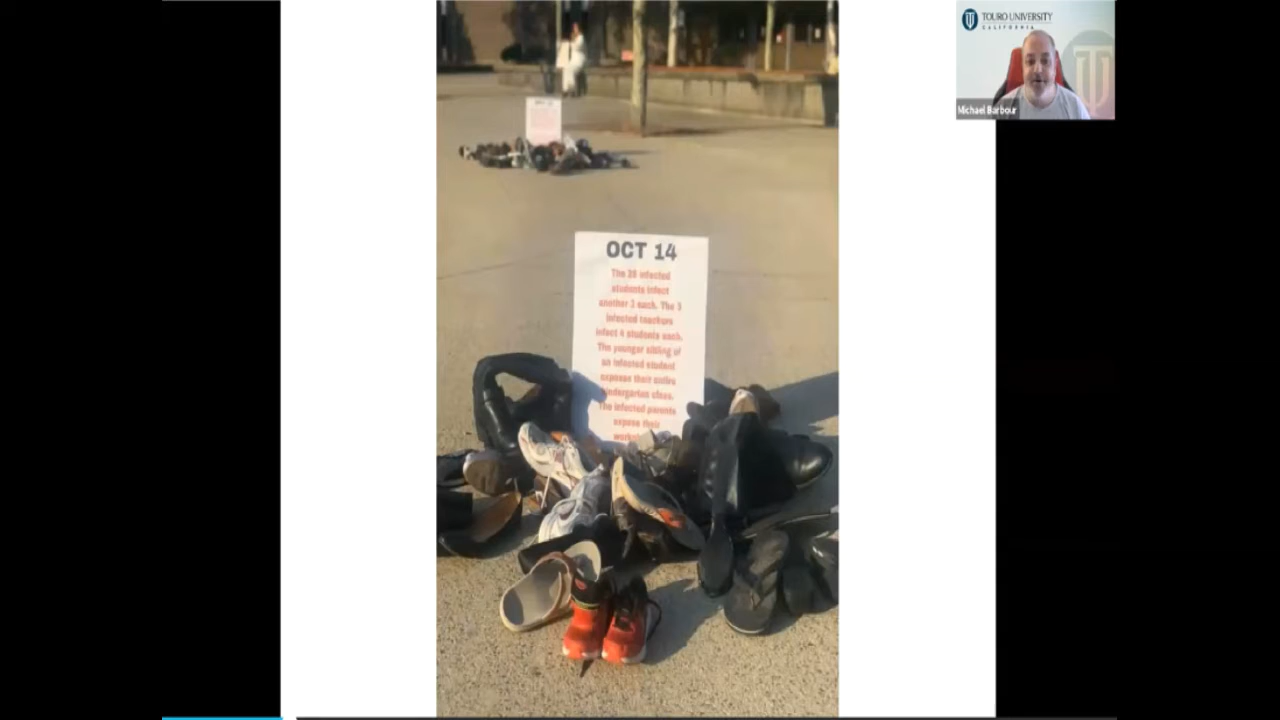 TOURO UNIVERSITY
CALIFORNIA
Michael Barbour
OCT 14
The 28 infected
students infect
another 3 each. The 3
infected teachers
infect 4 students each.
The younger sibling of
an infected student
exposes their entire
kindergarten class.
The infected parents
expose their